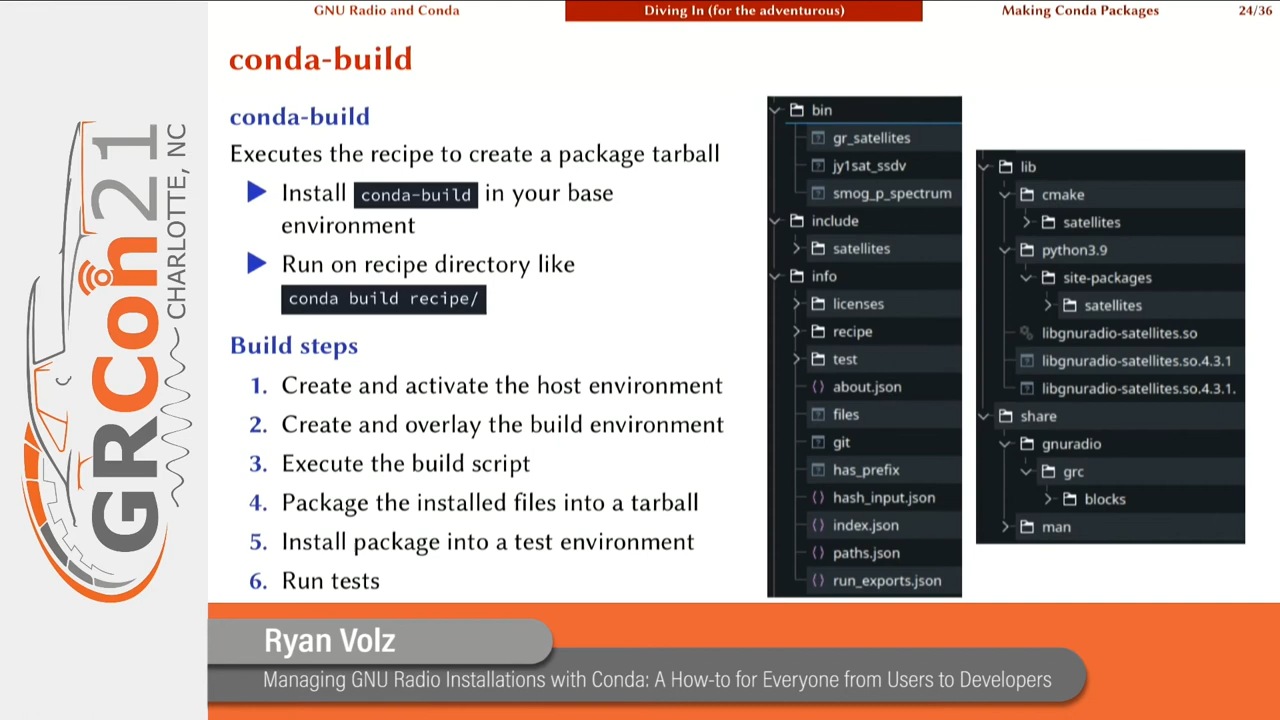 GNU Radio and Conda
Diving In (for the adventurous)
Making Conda Packages
24/36
conda-build
conda-build
Executes the recipe to create a package tarball
Install conda-build in your base
environment
Run on recipe directory like
conda build recipe/
Build steps
1. Create and activate the host environment
2. Create and overlay the build environment
3. Execute the build script
4. Package the installed files into a tarball
5. Install package into a test environment
6. Run tests
bin
gr_satellites
jy1sat_ssdv
smog_p_spectrum
include
satellites
info
licenses
recipe
test
about.json
files
git
has_prefix
hash_input.json
index.json
paths.json
run_exports.json
lib
cmake
satellites
python3.9
site-packages
satellites
libgnuradio-satellites.so
libgnuradio-satellites.so.4.3.1
libgnuradio-satellites.so.4.3.1.
share
gnuradio
grc
blocks
man
GRCon21
CHARLOTTE, NC
Ryan Volz
Managing GNU Radio Installations with Conda: A How-to for Everyone from Users to Developers